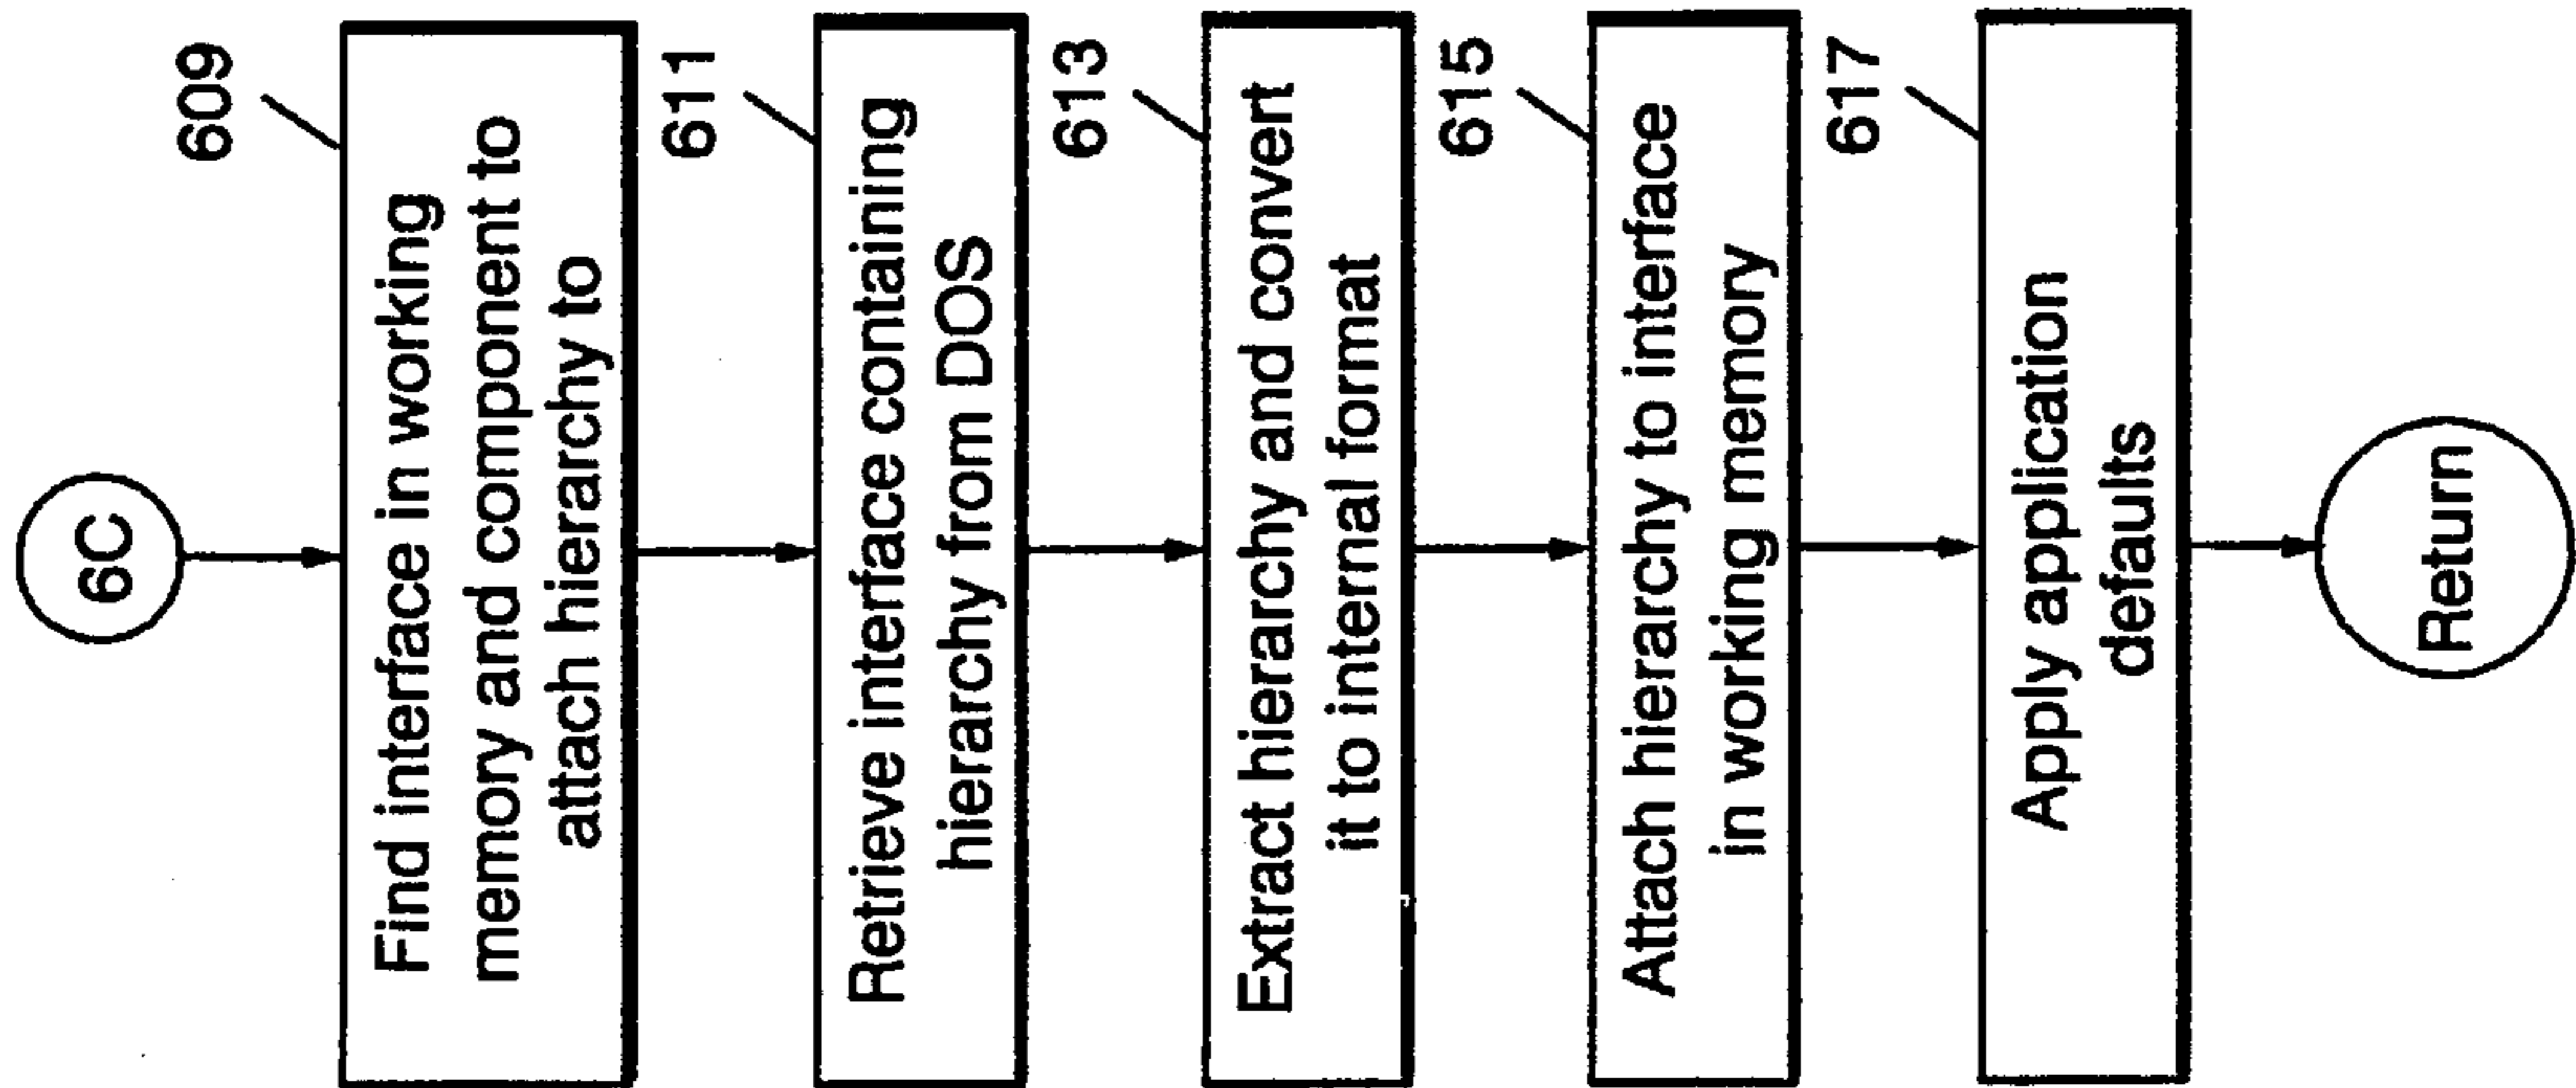 6C
609
Find interface in working
memory and component to
attach hierarchy to
611
Retrieve interface containing
hierarchy from DOS
613
Extract hierarchy and convert
it to internal format
615
Attach hierarchy to interface
in working memory
617
Apply application
defaults
Return